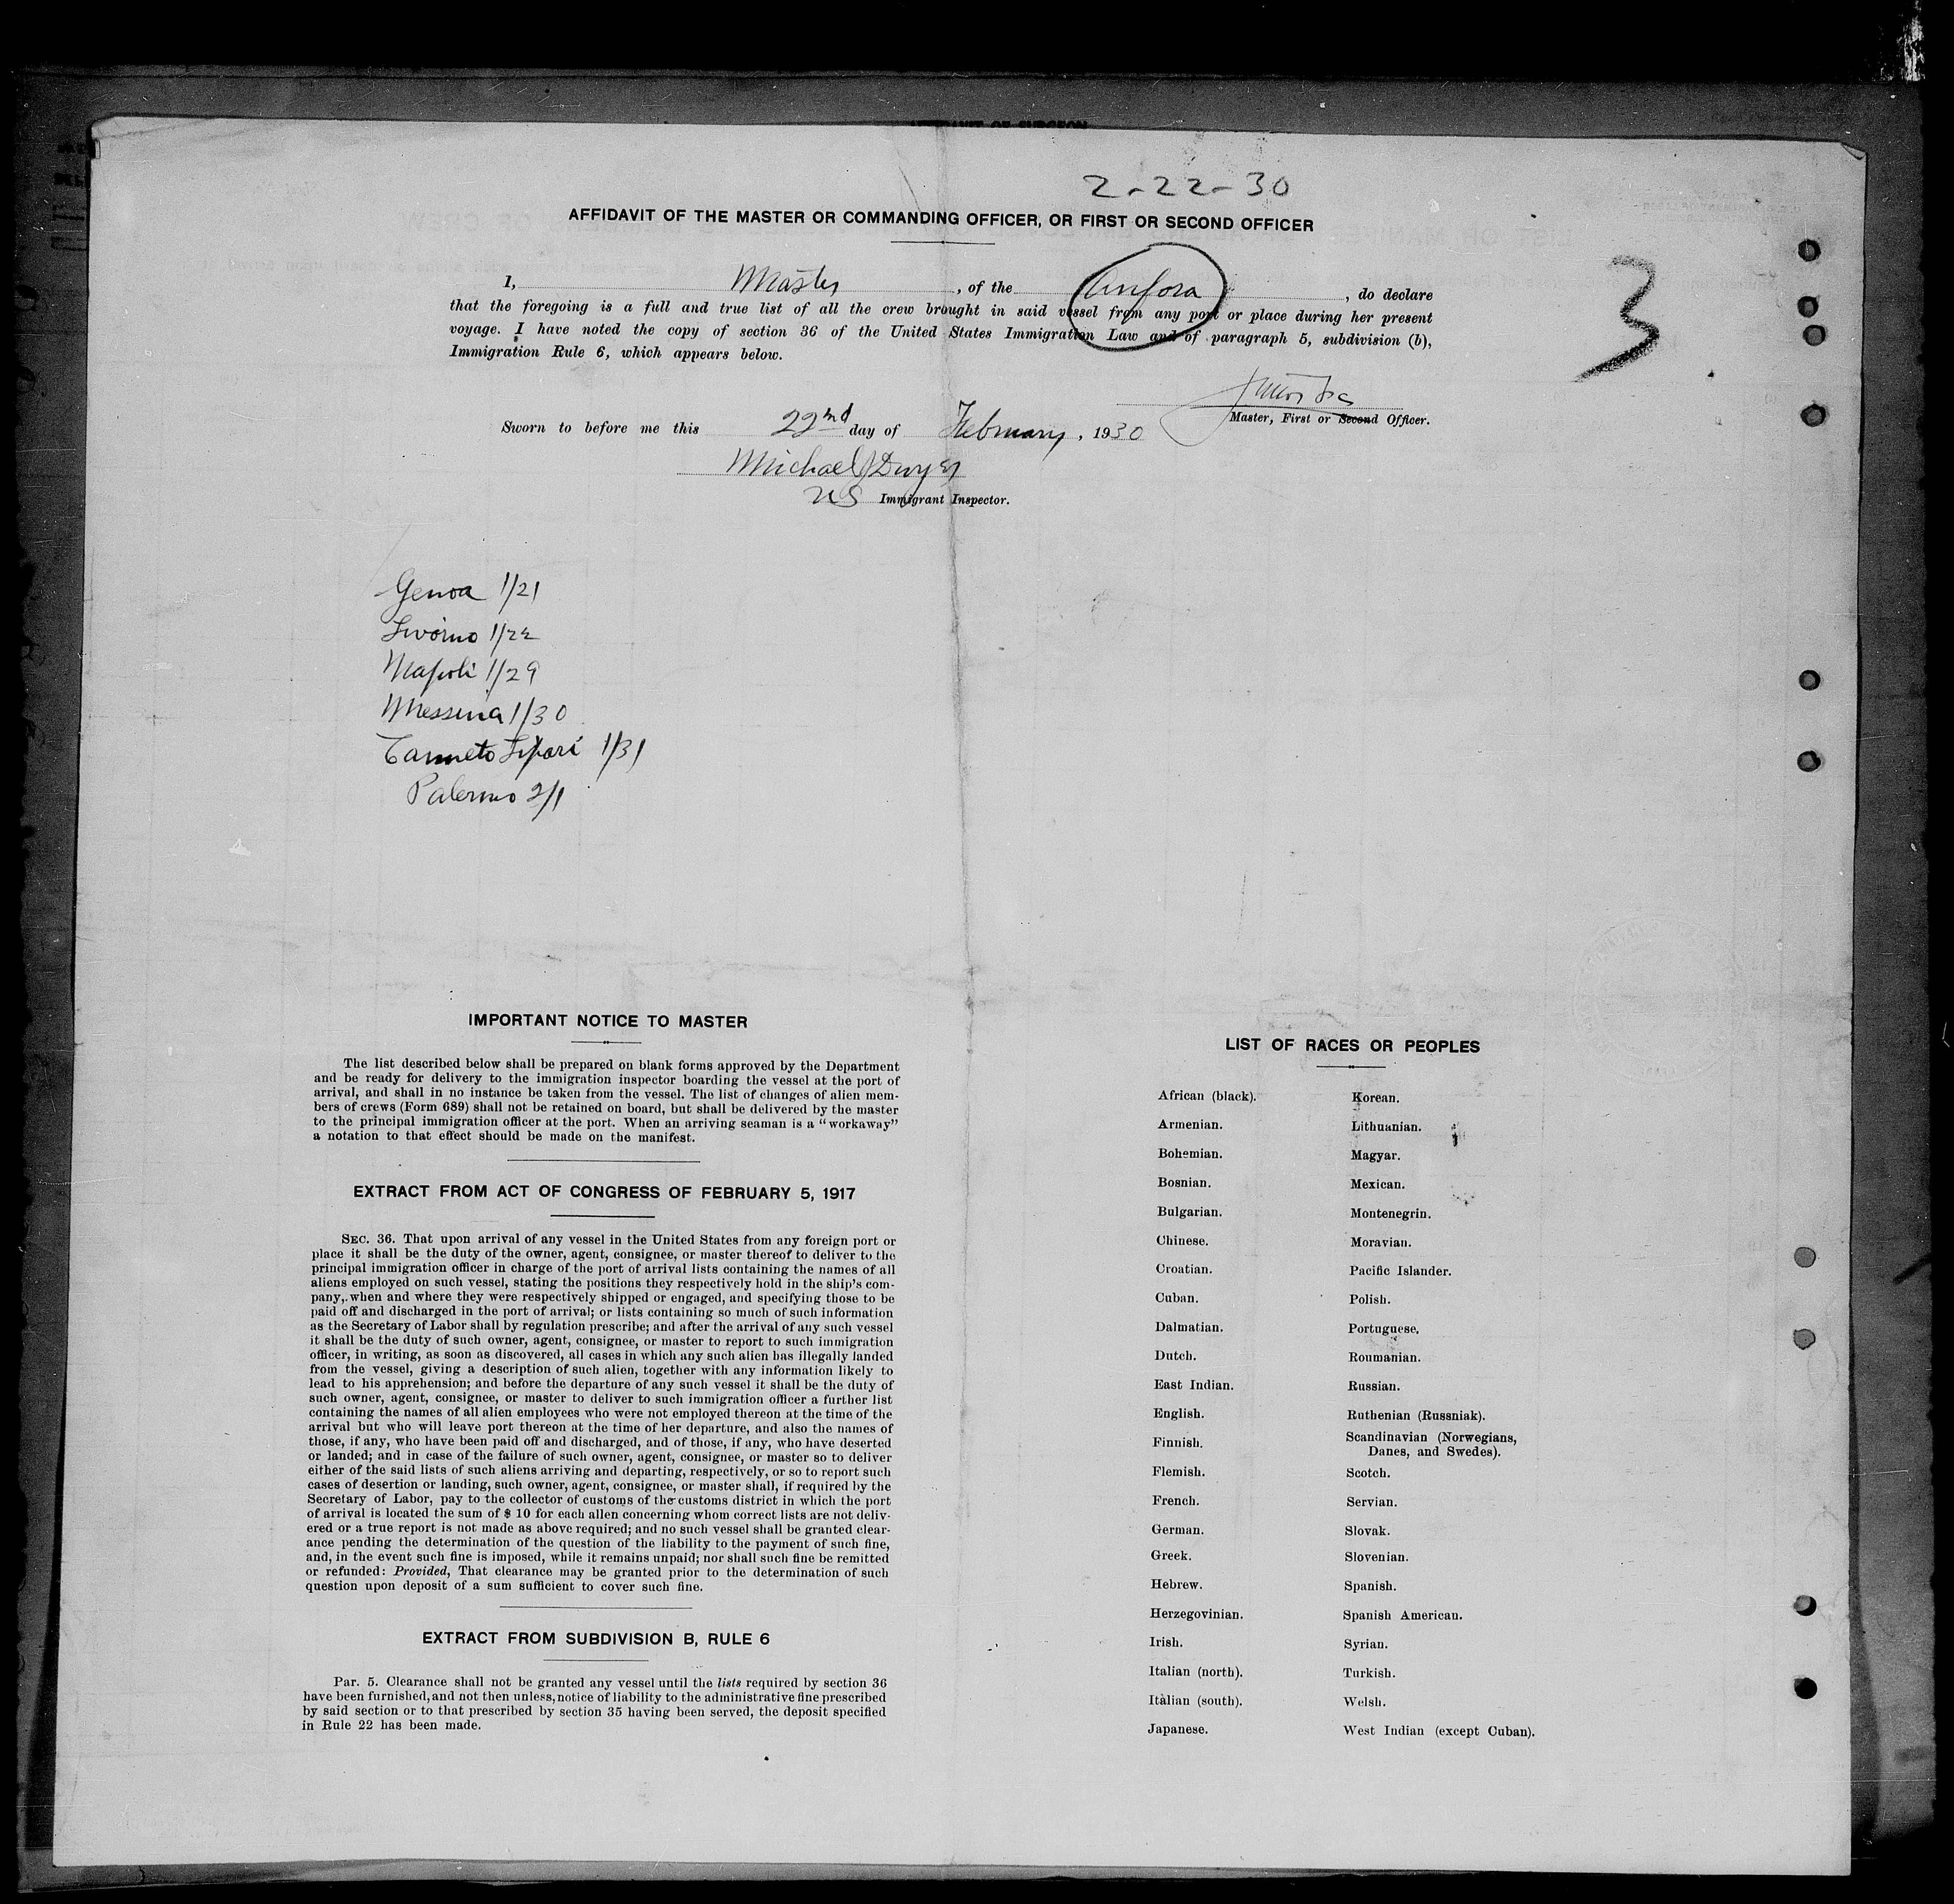 2-22-30
AFFIDAVIT OF THE MASTER OR COMMANDING OFFICER, OR FIRST OR SECOND OFFICER
I, Master, of the Anfora, do declare
that the foregoing is a full and true list of all the crew brought in said vessel from any port or place during her present
voyage. I have noted the copy of section 36 of the United States Immigration Law and of paragraph 5, subdivision (b),
Immigration Rule 6, which appears below.
3
Master, First or Second Officer.
Sworn to before me this 22nd day of February, 1930
Michael J Dwyer
US Immigrant Inspector.
Genoa 1/21
Livorno 1/22
Napoli 1/29
Messina 1/30
Canneto Lipari 1/31
Palermo 2/1
IMPORTANT NOTICE TO MASTER
The list described below shall be prepared on blank forms approved by the Department
and be ready for delivery to the immigration inspector boarding the vessel at the port of
arrival, and shall in no instance be taken from the vessel. The list of changes of alien mem-
bers of crews (Form 689) shall not be retained on board, but shall be delivered by the master
to the principal immigration officer at the port. When an arriving seaman is a "workaway"
a notation to that effect should be made on the manifest.
EXTRACT FROM ACT OF CONGRESS OF FEBRUARY 5, 1917
SEC. 36. That upon arrival of any vessel in the United States from any foreign port or
place it shall be the duty of the owner, agent, consignee, or master thereof to deliver to the
principal immigration officer in charge of the port of arrival lists containing the names of all
aliens employed on such vessel, stating the positions they respectively hold in the ship's com-
pany, when and where they were respectively shipped or engaged, and specifying those to be
paid off and discharged in the port of arrival; or lists containing so much of such information
as the Secretary of Labor shall by regulation prescribe; and after the arrival of any such vessel
it shall be the duty of such owner, agent, consignee, or master to report to such immigration
officer, in writing, as soon as discovered, all cases in which any such alien has illegally landed
from the vessel, giving a description of such alien, together with any information likely to
lead to his apprehension; and before the departure of any such vessel it shall be the duty of
such owner, agent, consignee, or master to deliver to such immigration officer a further list
containing the names of all alien employees who were not employed thereon at the time of the
arrival but who will leave port thereon at the time of her departure, and also the names of
those, if any, who have been paid off and discharged, and of those, if any, who have deserted
or landed; and in case of the failure of such owner, agent, consignee, or master so to deliver
either of the said lists of such aliens arriving and departing, respectively, or so to report such
cases of desertion or landing, such owner, agent, consignee, or master shall, if required by the
Secretary of Labor, pay to the collector of customs of the customs district in which the port
of arrival is located the sum of $ 10 for each allen concerning whom correct lists are not deliv-
ered or a true report is not made as above required; and no such vessel shall be granted clear-
ance pending the determination of the question of the liability to the payment of such fine,
and, in the event such fine is imposed, while it remains unpaid; nor shall such fine be remitted
or refunded: Provided, That clearance may be granted prior to the determination of such
question upon deposit of a sum sufficient to cover such fine.
EXTRACT FROM SUBDIVISION B, RULE 6
Par. 5. Clearance shall not be granted any vessel until the lists required by section 36
have been furnished, and not then unless, notice of liability to the administrative fine prescribed
by said section or to that prescribed by section 35 having been served, the deposit specified
in Rule 22 has been made.
LIST OF RACES OR PEOPLES
African (black).
Armenian.
Bohemian.
Bosnian.
Bulgarian.
Chinese.
Croatian.
Cuban.
Dalmatian.
Dutch.
East Indian.
English.
Finnish.
Flemish.
French.
German.
Greek.
Hebrew.
Herzegovinian.
Irish.
Italian (north).
Italian (south).
Japanese.
Korean.
Lithuanian.
Magyar.
Mexican.
Montenegrin.
Moravian.
Pacific Islander.
Polish.
Portuguese.
Roumanian.
Russian.
Ruthenian (Russniak).
Scandinavian (Norwegians,
Danes, and Swedes).
Scotch.
Servian.
Slovak.
Slovenian.
Spanish.
Spanish American.
Syrian.
Turkish.
Welsh.
West Indian (except Cuban).